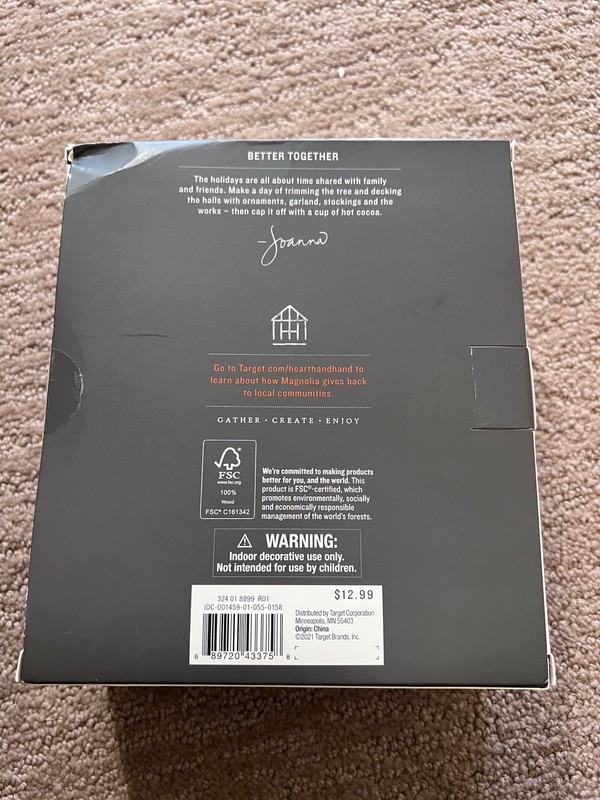 BETTER TOGETHER
The holidays are all about time shared with family
and friends. Make a day of trimming the tree and decking
the halls with ornaments, garland, stockings and the
works – then cap it off with a cup of hot cocoa.
–Joanna
Go to Target.com/hearthandhand to
learn about how Magnolia gives back
to local communities.
GATHER · CREATE · ENJOY
FSC
www.fsc.org
100%
Wood
FSC® C161342
We're committed to making products
better for you, and the world. This
product is FSC®-certified, which
promotes environmentally, socially
and economically responsible
management of the world's forests.
WARNING:
Indoor decorative use only.
Not intended for use by children.
324 01 8899 R01
IDC-001459-01-055-0158
6 89720 43375 8
$12.99
Distributed by Target Corporation
Minneapolis, MN 55403
Origin: China
©2021 Target Brands, Inc.